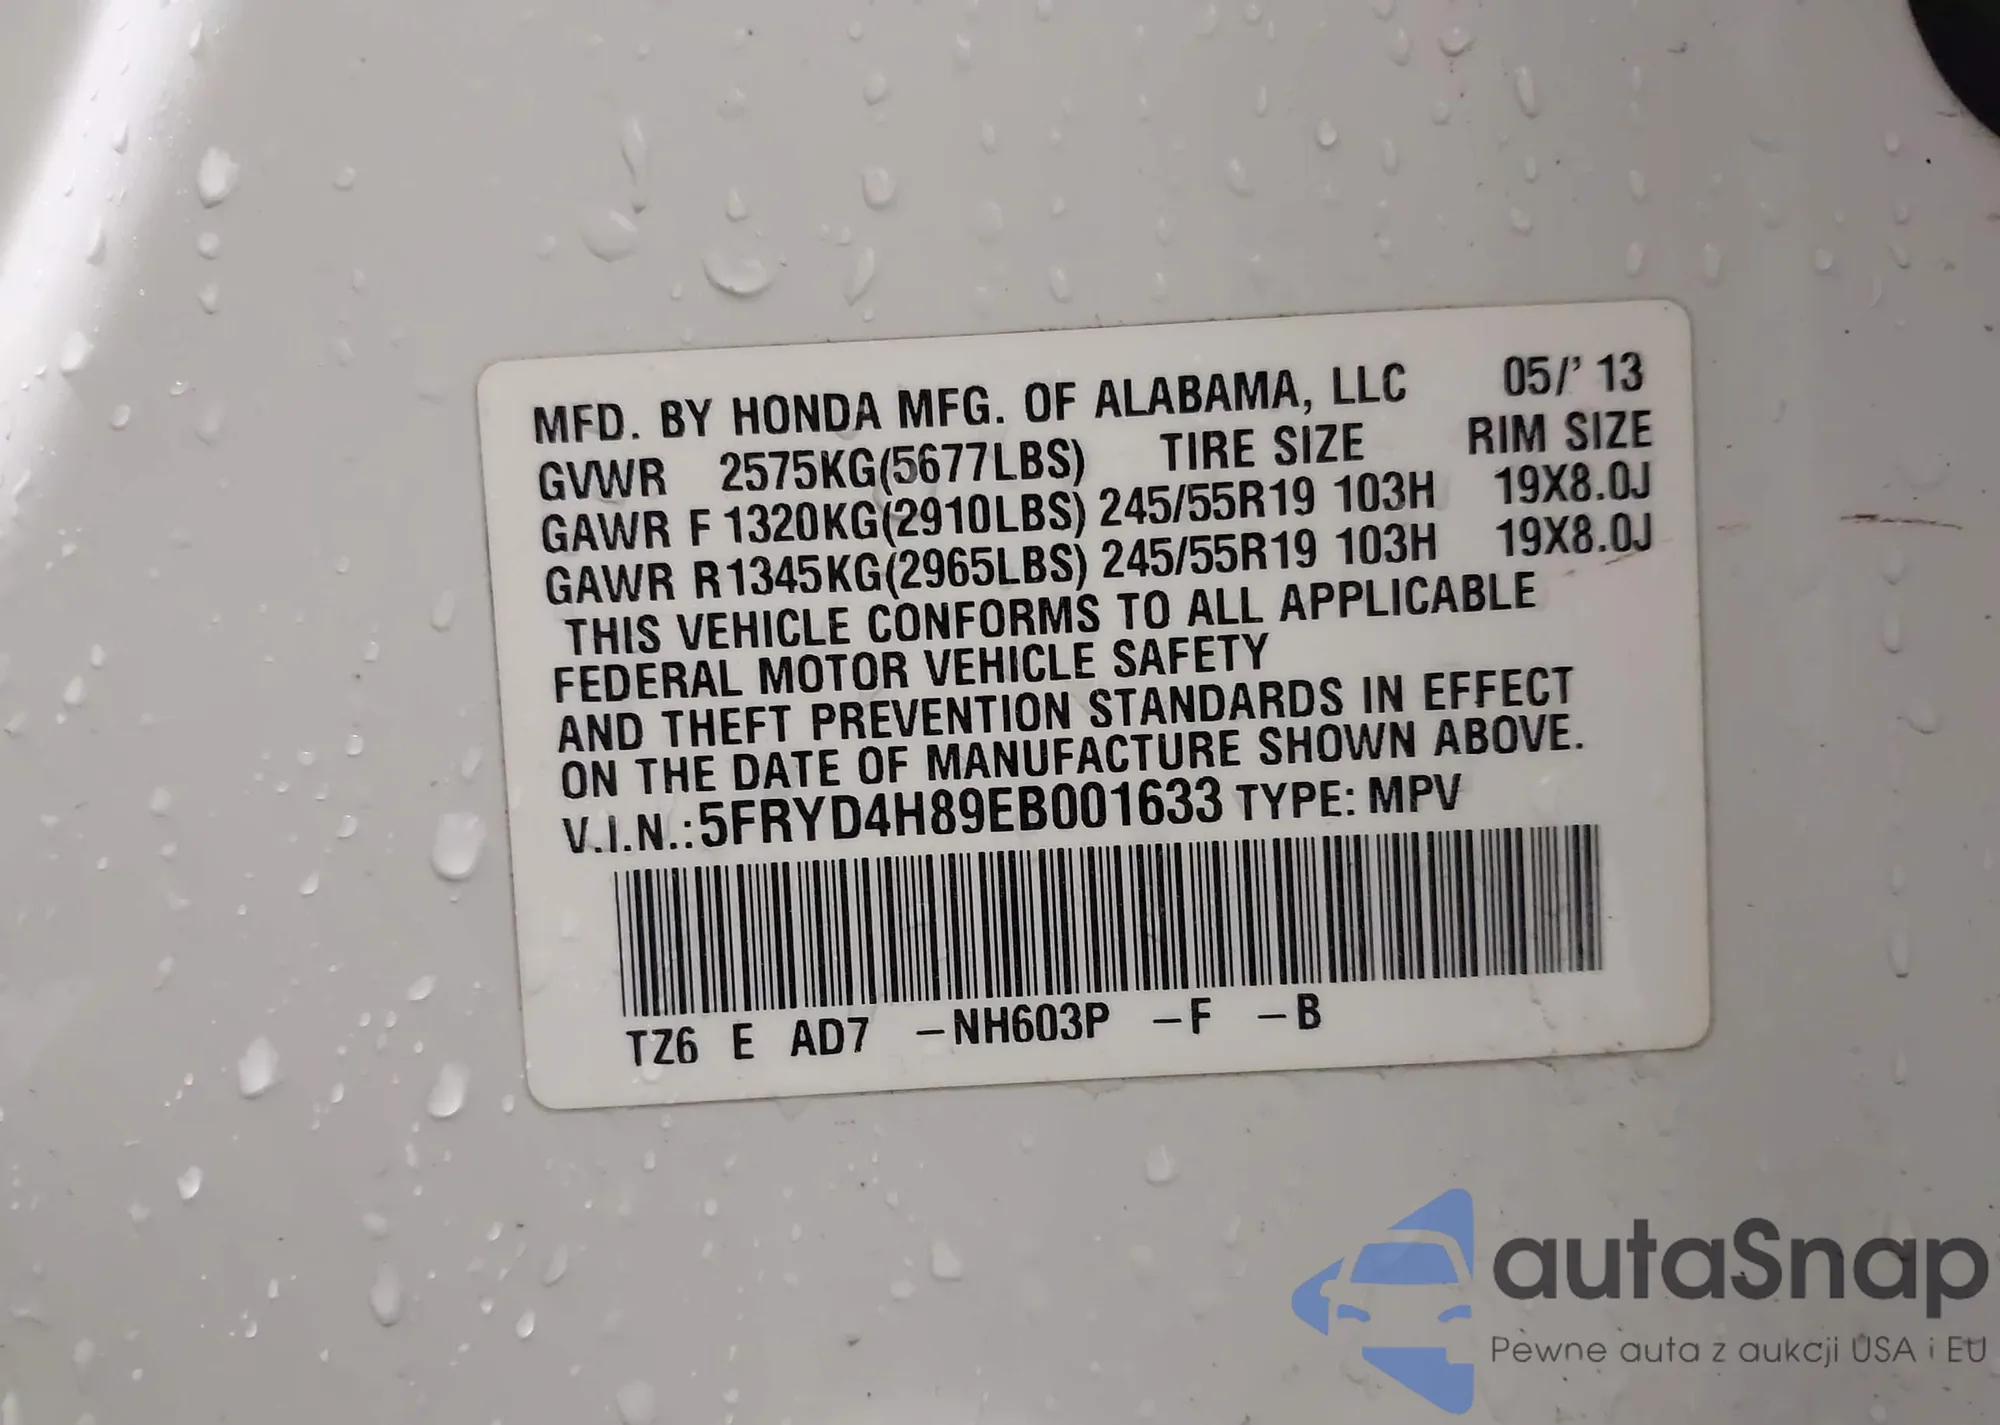 MFD. BY HONDA MFG. OF ALABAMA, LLC 05/' 13
GVWR 2575KG(5677LBS) TIRE SIZE RIM SIZE
GAWR F 1320KG(2910LBS) 245/55R19 103H 19X8.0J
GAWR R 1345KG(2965LBS) 245/55R19 103H 19X8.0J
THIS VEHICLE CONFORMS TO ALL APPLICABLE
FEDERAL MOTOR VEHICLE SAFETY
AND THEFT PREVENTION STANDARDS IN EFFECT
ON THE DATE OF MANUFACTURE SHOWN ABOVE.
V.I.N.:5FRYD4H89EB001633 TYPE: MPV
TZ6 E AD7 -NH603P -F -B
autaSnap
Pewne auta z aukcji USA i EU